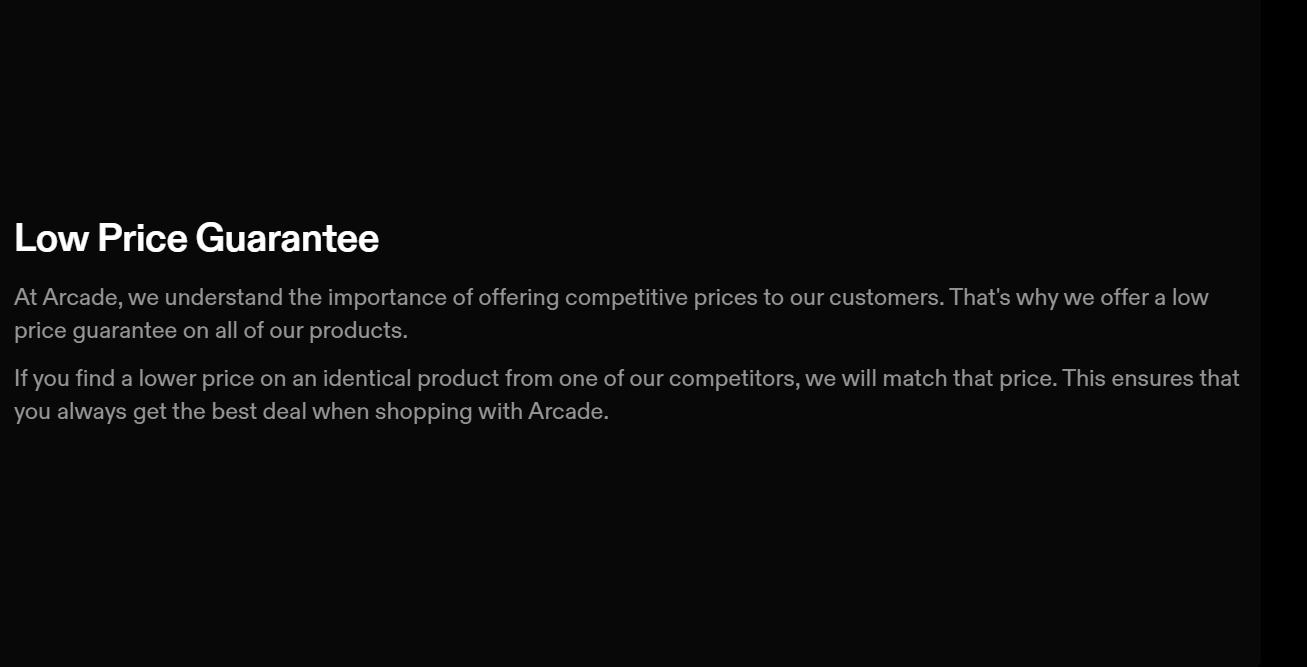 Low Price Guarantee
At Arcade, we understand the importance of offering competitive prices to our customers. That's why we offer a low
price guarantee on all of our products.
If you find a lower price on an identical product from one of our competitors, we will match that price. This ensures that
you always get the best deal when shopping with Arcade.